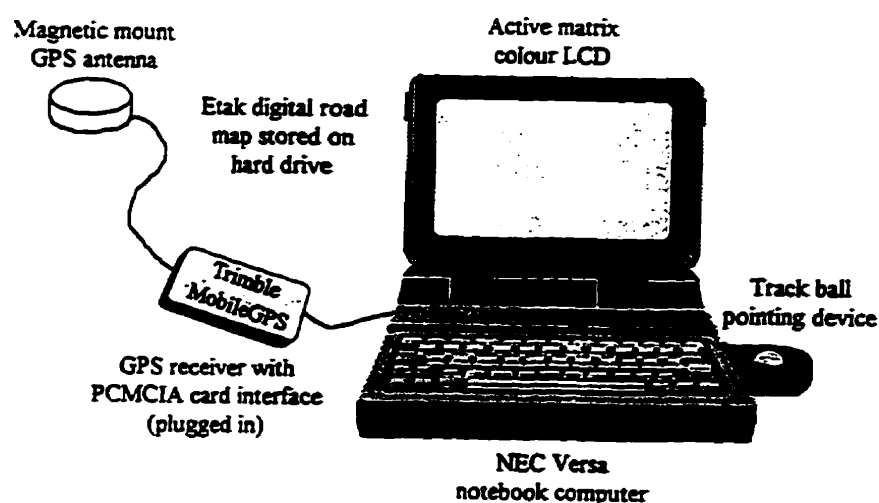 Magnetic mount
GPS antenna
Active matrix
colour LCD
Etak digital road
map stored on
hard drive
Trimble
MobileGPS
Track ball
pointing device
GPS receiver with
PCMCIA card interface
(plugged in)
NEC Versa
notebook computer